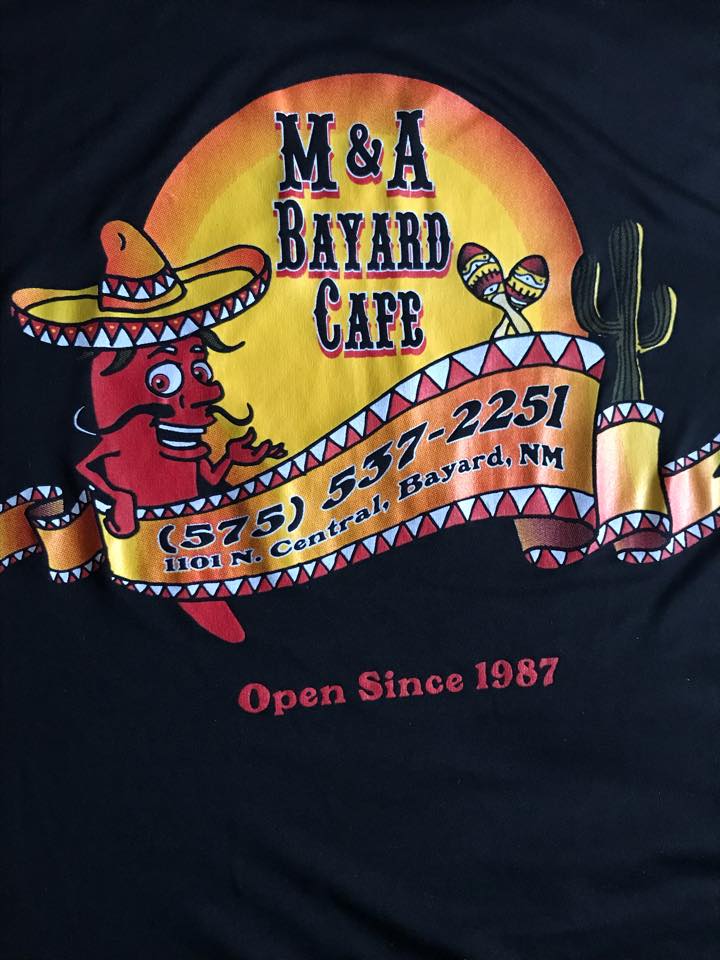 M & A
BAYARD
CAFE
(575) 537-2251
1101 N. Central, Bayard, NM
Open Since 1987